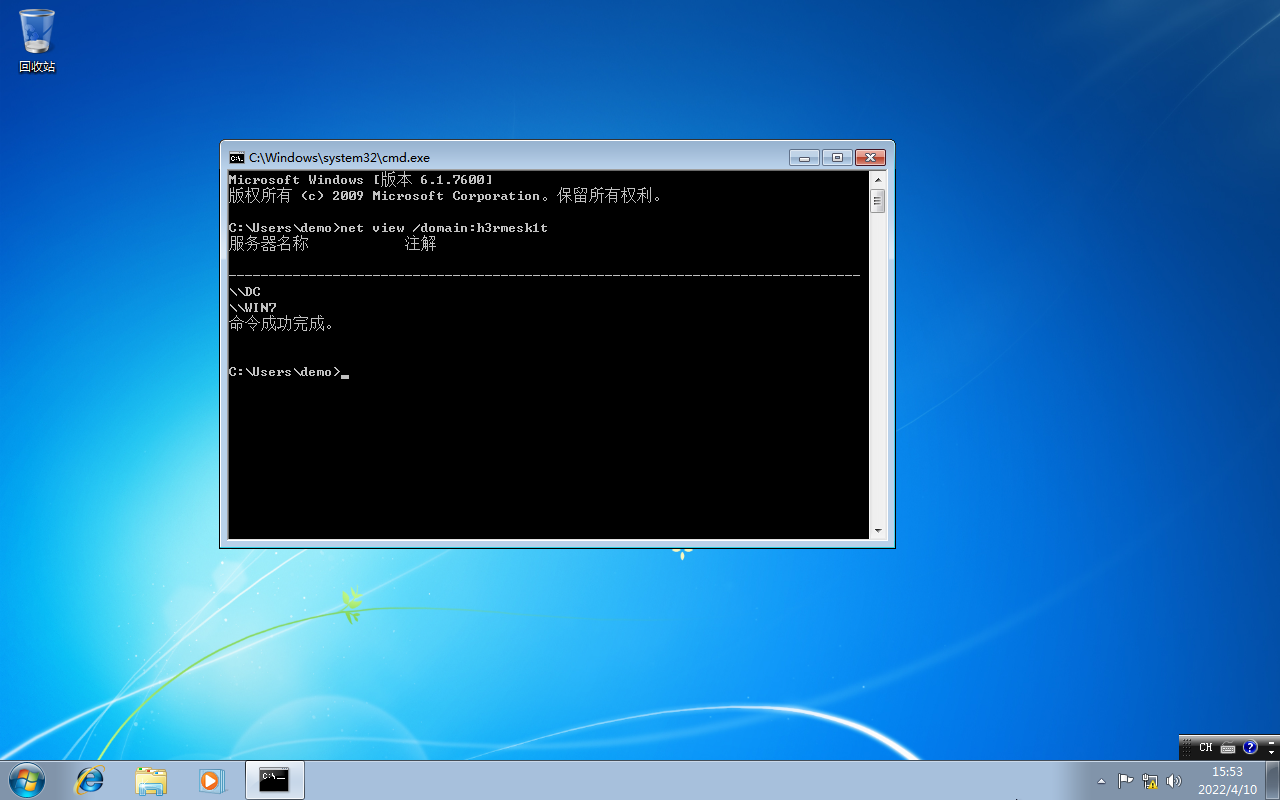 回收站
C:\Windows\system32\cmd.exe
Microsoft Windows [版本 6.1.7600]
版权所有 (c) 2009 Microsoft Corporation。保留所有权利。
C:\Users\demo>net view /domain:h3rmesk1t
服务器名称            注解
-------------------------------------------------------------------------------
\\DC
\\WIN7
命令成功完成。
C:\Users\demo>
CH
15:53
2022/4/10